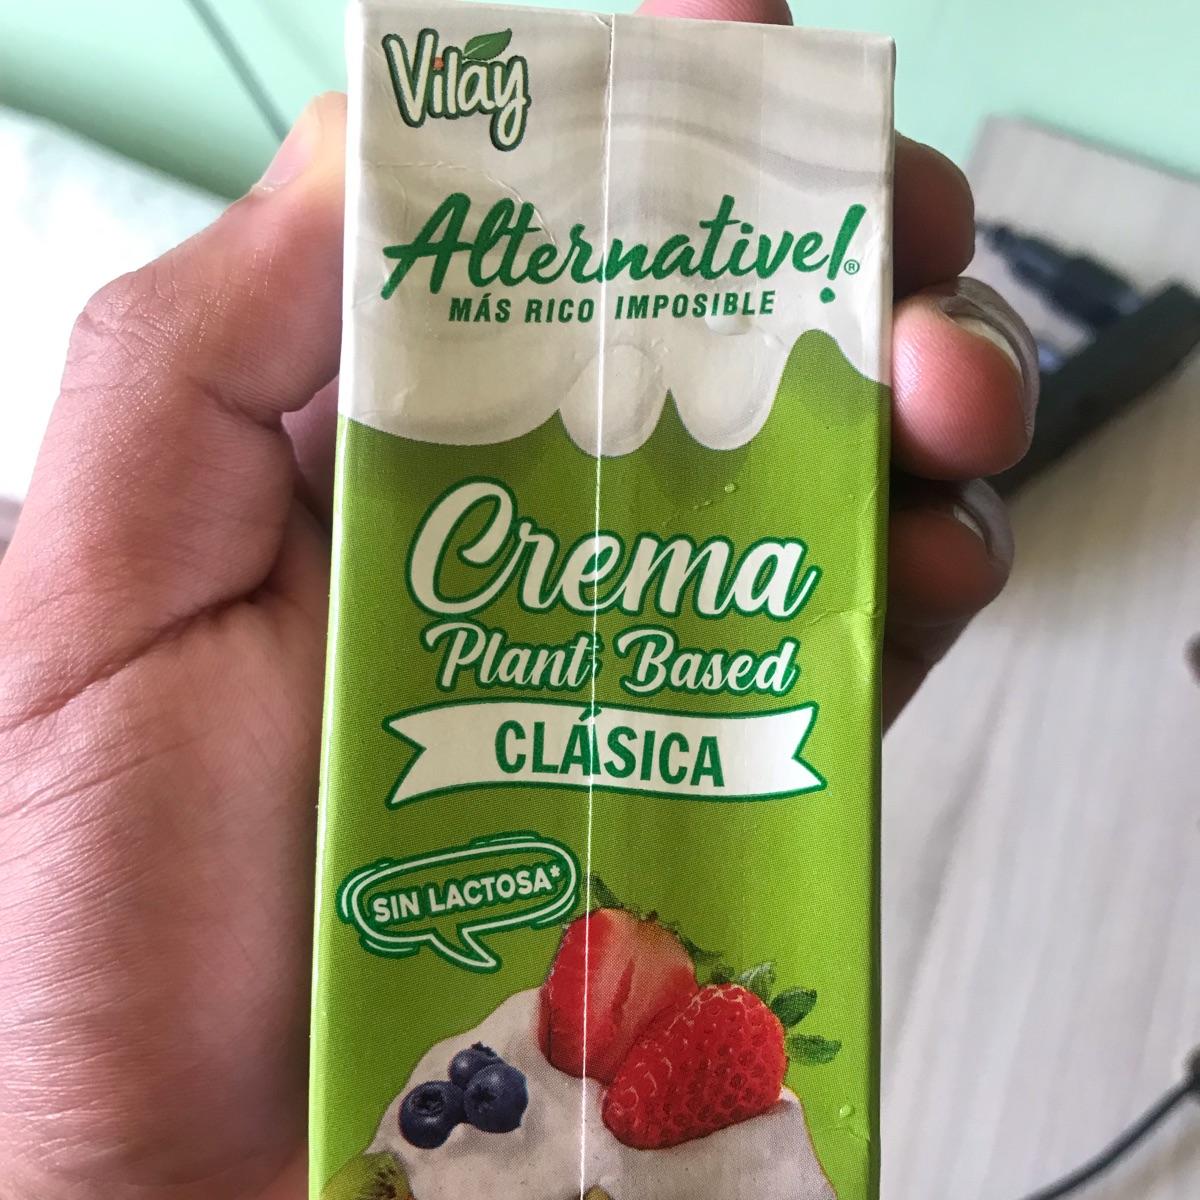 Vilay
Alternative!®
MÁS RICO IMPOSIBLE
Crema
Plant Based
CLÁSICA
SIN LACTOSA*